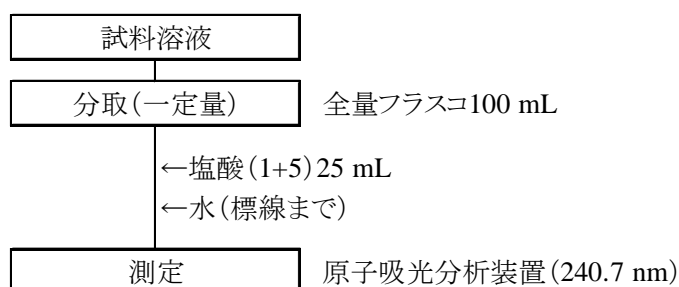 試料溶液
分取(一定量) 全量フラスコ100 mL
←塩酸(1+5)25 mL
←水(標線まで)
測定 原子吸光分析装置(240.7 nm)